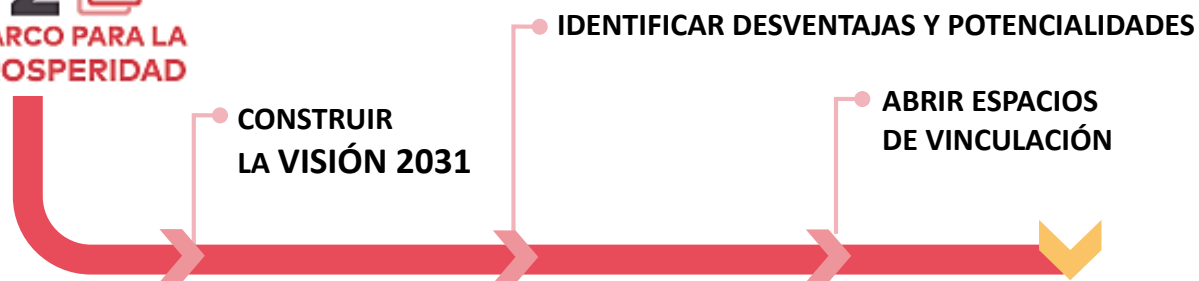 ARCO PARA LA
OSPERIDAD
IDENTIFICAR DESVENTAJAS Y POTENCIALIDADES
CONSTRUIR
LA VISIÓN 2031
ABRIR ESPACIOS
DE VINCULACIÓN